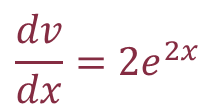 dv/dx = 2e^{2x}